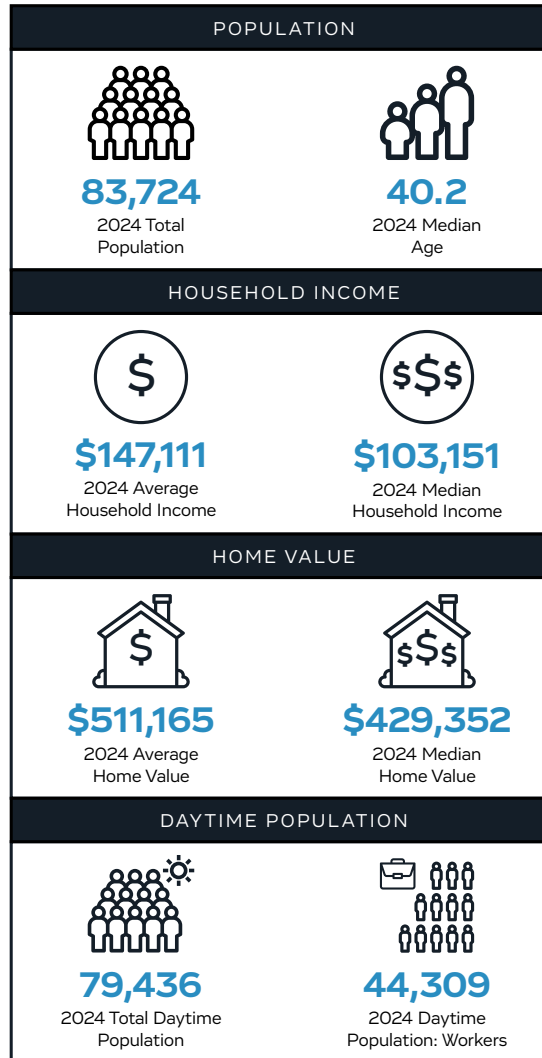 POPULATION
83,724
2024 Total
Population
40.2
2024 Median
Age
HOUSEHOLD INCOME
$
$147,111
2024 Average
Household Income
$$$
$103,151
2024 Median
Household Income
HOME VALUE
$
$511,165
2024 Average
Home Value
$$$
$429,352
2024 Median
Home Value
DAYTIME POPULATION
79,436
2024 Total Daytime
Population
44,309
2024 Daytime
Population: Workers